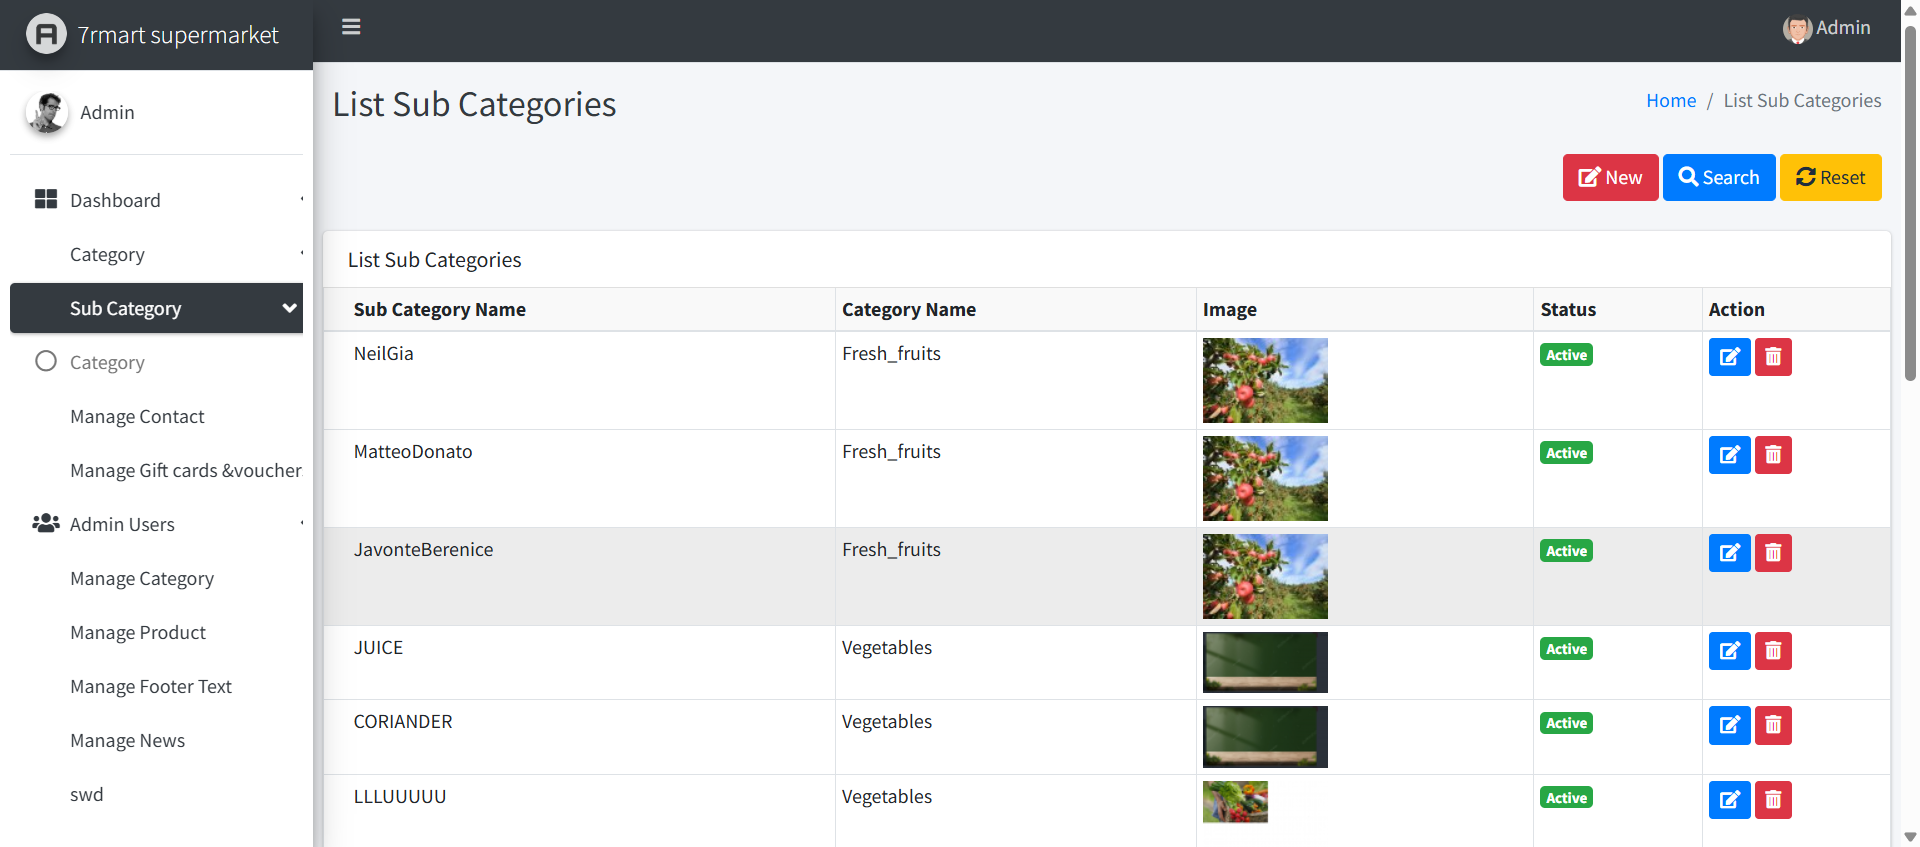 7rmart supermarket
Admin
Admin
List Sub Categories
Home / List Sub Categories
New
Search
Reset
Dashboard
Category
Sub Category
Category
Manage Contact
Manage Gift cards &voucher
Admin Users
Manage Category
Manage Product
Manage Footer Text
Manage News
swd
List Sub Categories
Sub Category Name Category Name Image Status Action
NeilGia Fresh_fruits Active
MatteoDonato Fresh_fruits Active
JavonteBerenice Fresh_fruits Active
JUICE Vegetables Active
CORIANDER Vegetables Active
LLLUUUUU Vegetables Active